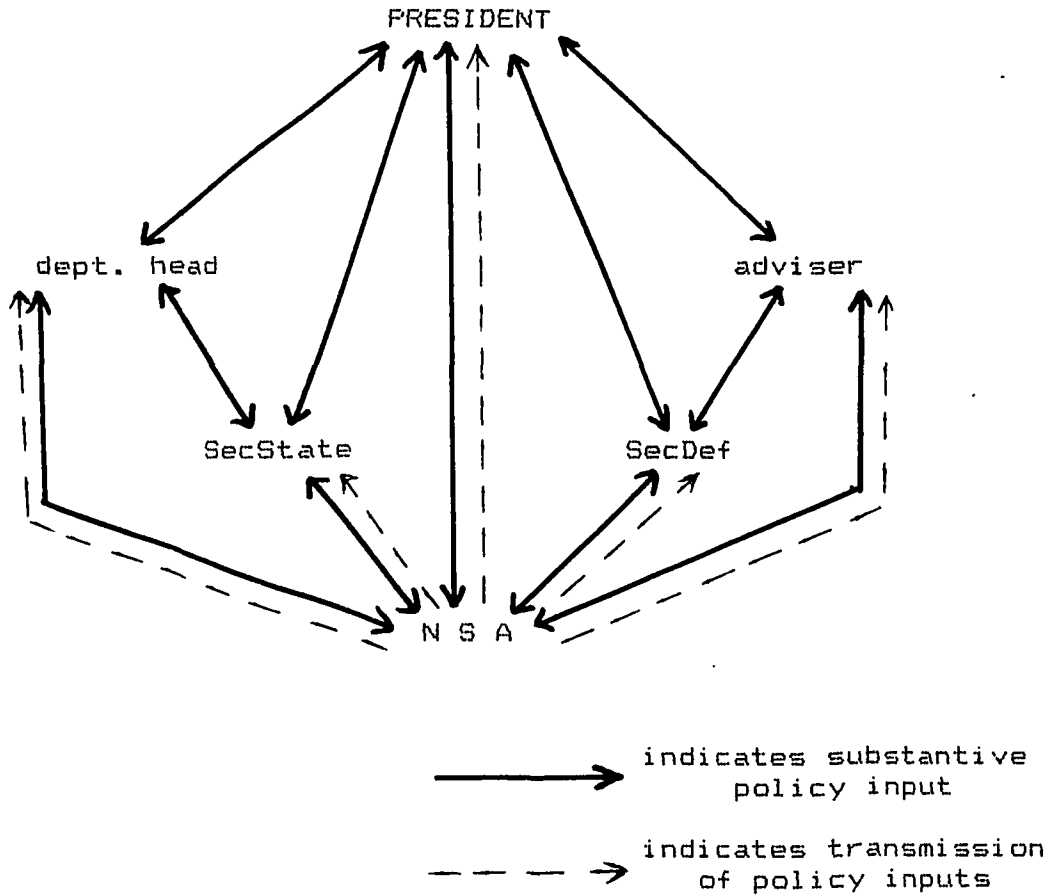 PRESIDENT
dept. head
adviser
SecState
SecDef
N S A
indicates substantive
policy input
indicates transmission
of policy inputs